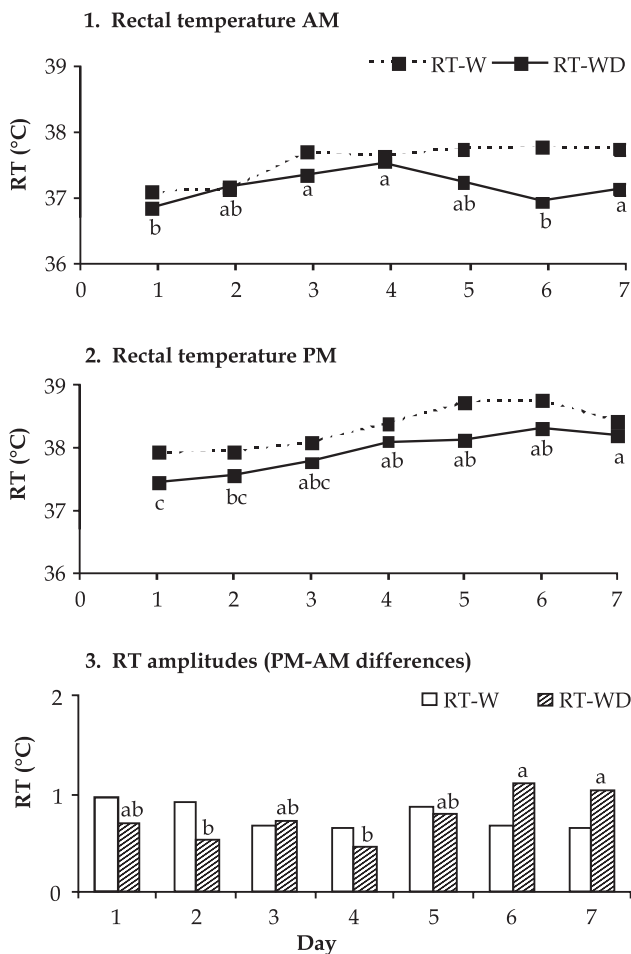 1. Rectal temperature AM
39
RT-W RT-WD
38
RT (°C)
37
b ab a a ab b a
36
0 1 2 3 4 5 6 7
2. Rectal temperature PM
39
38
RT (°C)
37
c bc abc ab ab ab a
36
0 1 2 3 4 5 6 7
3. RT amplitudes (PM-AM differences)
2
RT-W RT-WD
RT (°C)
1
ab b ab b ab a a
0
1 2 3 4 5 6 7
Day